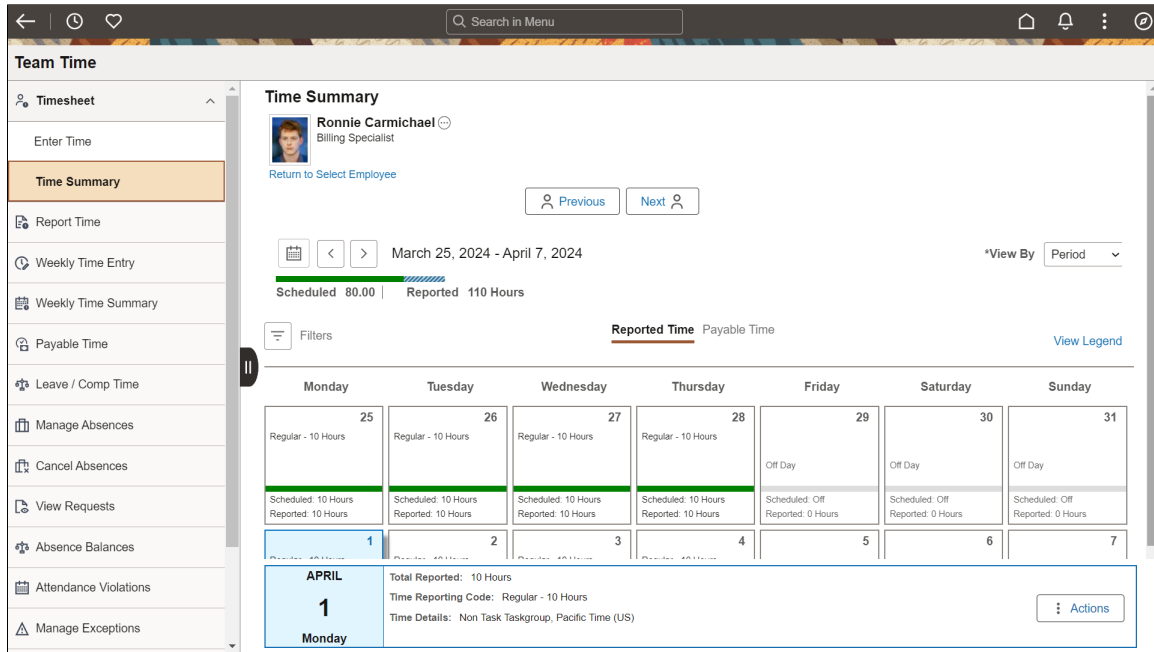 Search in Menu
Team Time
Timesheet
Enter Time
Time Summary
Report Time
Weekly Time Entry
Weekly Time Summary
Payable Time
Leave / Comp Time
Manage Absences
Cancel Absences
View Requests
Absence Balances
Attendance Violations
Manage Exceptions
Time Summary
Ronnie Carmichael
Billing Specialist
Return to Select Employee
Previous Next
March 25, 2024 - April 7, 2024
*View By Period
Scheduled 80.00 | Reported 110 Hours
Filters
Reported Time Payable Time
View Legend
Monday Tuesday Wednesday Thursday Friday Saturday Sunday
25 26 27 28 29 30 31
Regular - 10 Hours Regular - 10 Hours Regular - 10 Hours Regular - 10 Hours
Off Day Off Day Off Day
Scheduled: 10 Hours Scheduled: 10 Hours Scheduled: 10 Hours Scheduled: 10 Hours Scheduled: Off Scheduled: Off Scheduled: Off
Reported: 10 Hours Reported: 10 Hours Reported: 10 Hours Reported: 10 Hours Reported: 0 Hours Reported: 0 Hours Reported: 0 Hours
1 2 3 4 5 6 7
APRIL
1
Monday
Total Reported: 10 Hours
Time Reporting Code: Regular - 10 Hours
Time Details: Non Task Taskgroup, Pacific Time (US)
Actions